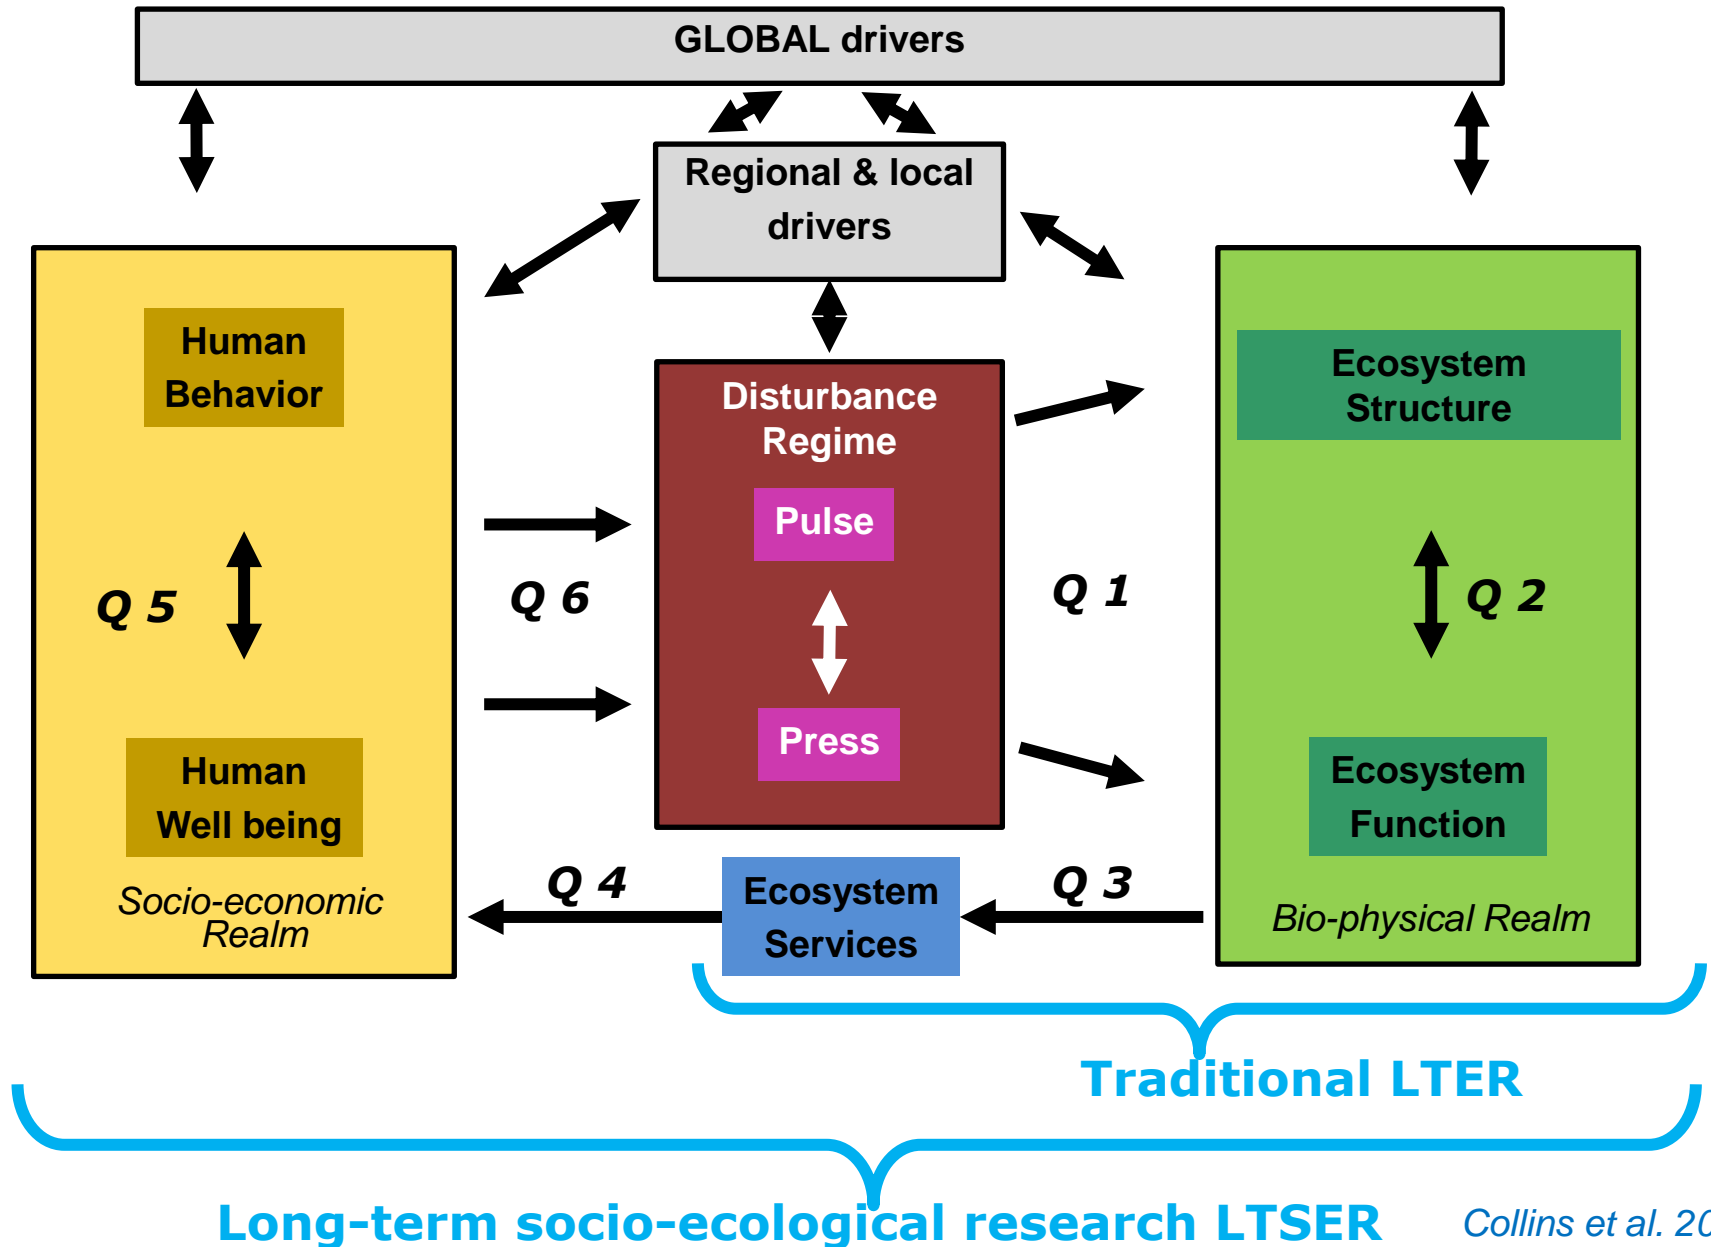 GLOBAL drivers
Regional & local
drivers
Human
Behavior
Q 5
Human
Well being
Socio-economic
Realm
Q 6
Disturbance
Regime
Pulse
Press
Q 1
Ecosystem
Structure
Q 2
Ecosystem
Function
Bio-physical Realm
Q 4
Ecosystem
Services
Q 3
Traditional LTER
Long-term socio-ecological research LTSER
Collins et al.